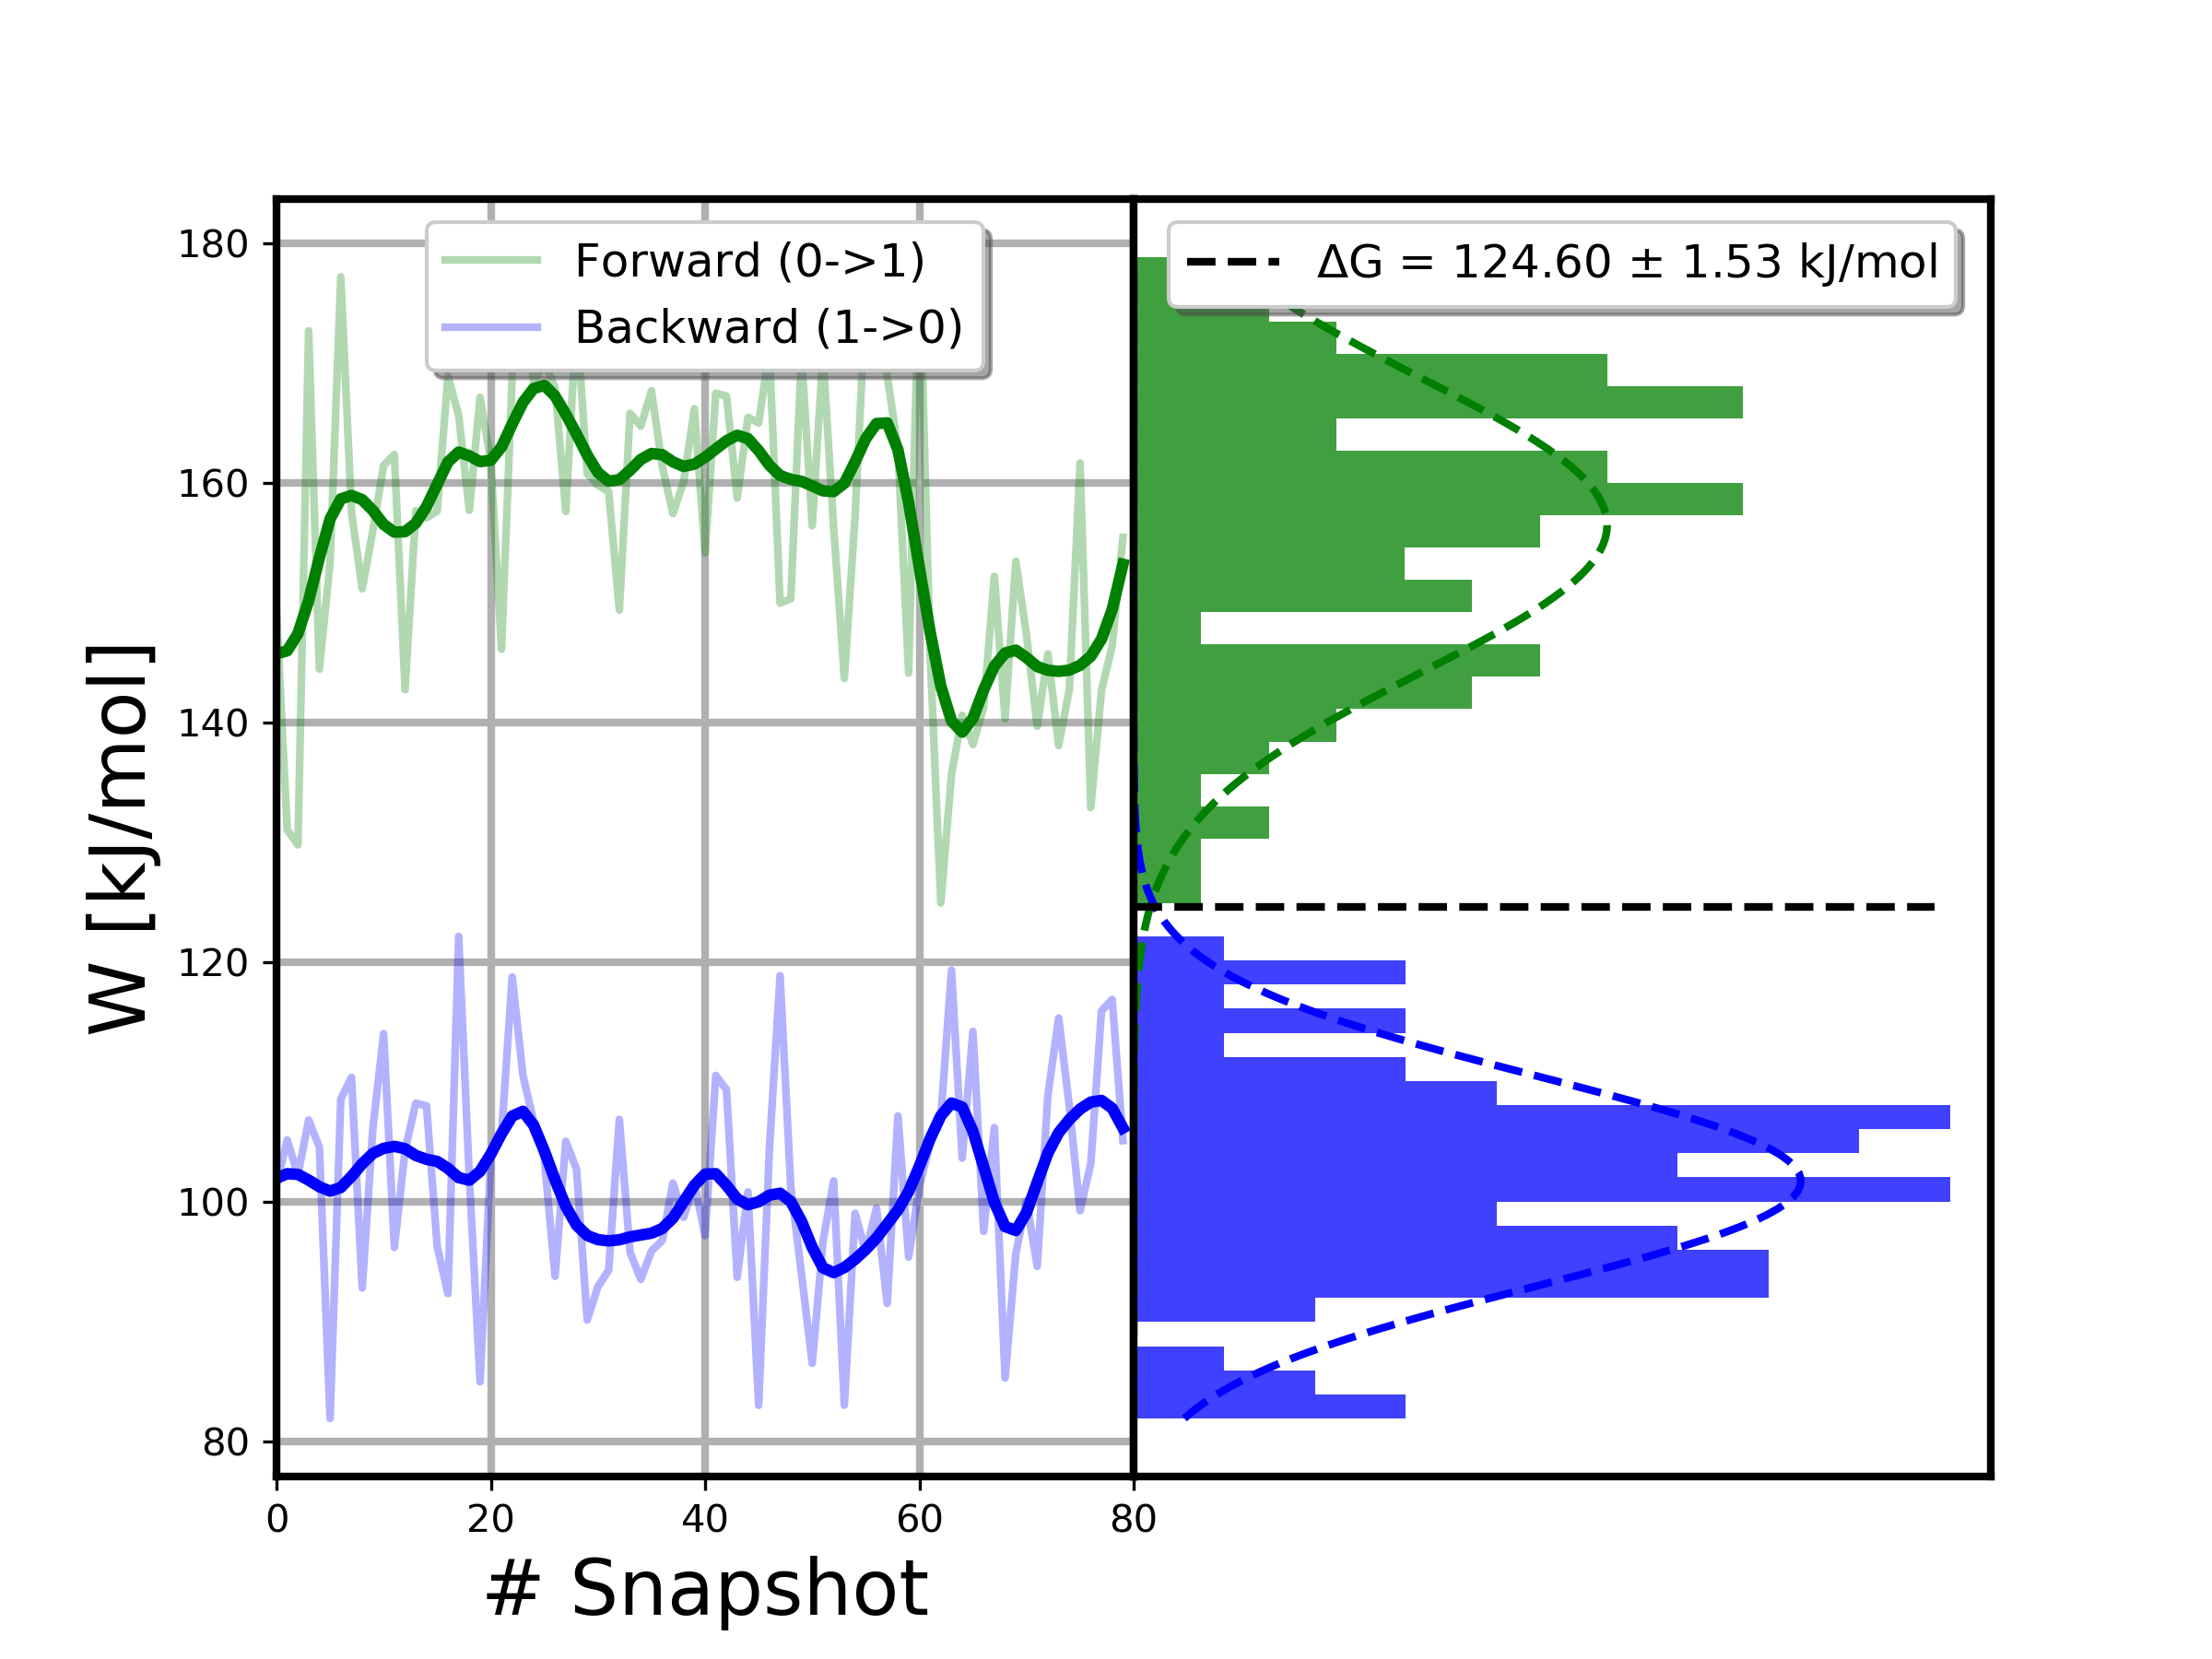 Forward (0->1)
Backward (1->0)
ΔG = 124.60 ± 1.53 kJ/mol
W [kJ/mol]
180
160
140
120
100
80
0 20 40 60 80
# Snapshot